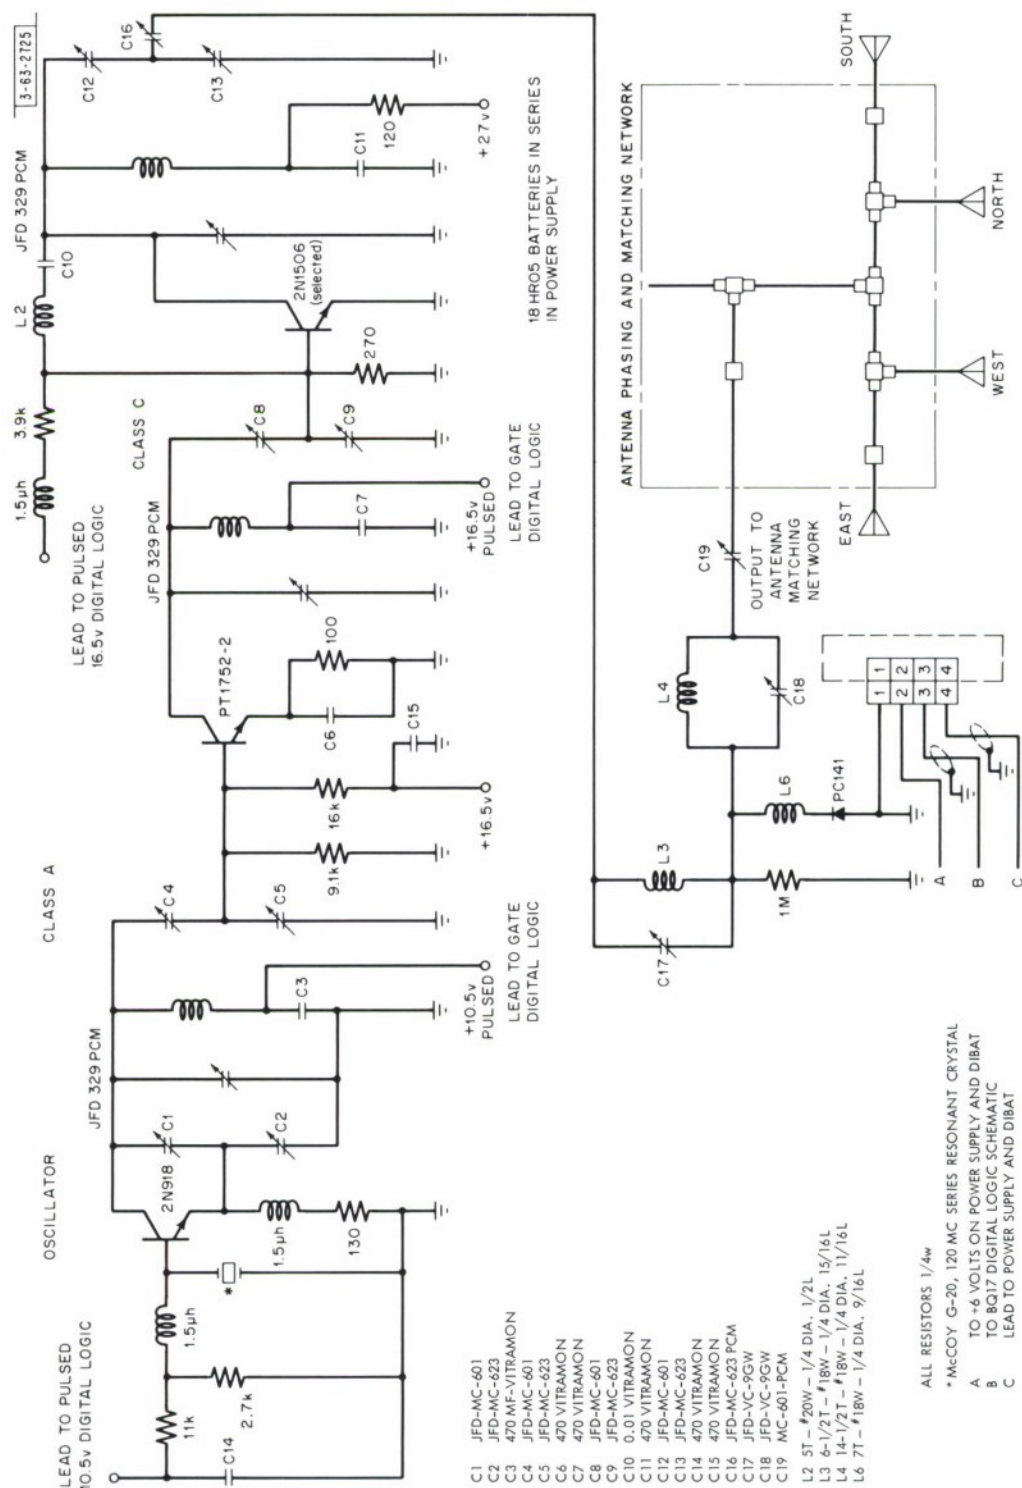 3-63-2725
OSCILLATOR
CLASS A
CLASS C
LEAD TO PULSED
10.5v DIGITAL LOGIC
11k
C14
2.7k
1.5μh
*
2N918
1.5μh
130
C1
C2
JFD 329 PCM
C3
+10.5v
PULSED
LEAD TO GATE
DIGITAL LOGIC
C4
C5
9.1k
16k
+16.5v
C15
PT1752-2
C6
100
JFD 329 PCM
C7
+16.5v
PULSED
LEAD TO GATE
DIGITAL LOGIC
C8
C9
LEAD TO PULSED
16.5v DIGITAL LOGIC
1.5μh
3.9k
L2
C10
270
2N1506
(selected)
JFD 329 PCM
C11
120
+27v
C12
C13
C16
18 HR05 BATTERIES IN SERIES
IN POWER SUPPLY
C17
L3
1M
L6
PC141
L4
C18
C19
OUTPUT TO
ANTENNA
MATCHING
NETWORK
ANTENNA PHASING AND MATCHING NETWORK
EAST
WEST
NORTH
SOUTH
1 1
2 2
3 3
4 4
A
B
C
C1 JFD-MC-601
C2 JFD-MC-623
C3 470 MF-VITRAMON
C4 JFD-MC-601
C5 JFD-MC-623
C6 470 VITRAMON
C7 470 VITRAMON
C8 JFD-MC-601
C9 JFD-MC-623
C10 0.01 VITRAMON
C11 470 VITRAMON
C12 JFD-MC-601
C13 JFD-MC-623
C14 470 VITRAMON
C15 470 VITRAMON
C16 JFD-MC-623 PCM
C17 JFD-VC-9GW
C18 JFD-VC-9GW
C19 MC-601-PCM
L2 5T - #20W - 1/4 DIA. 1/2L
L3 6-1/2T - #18W - 1/4 DIA. 15/16L
L4 14-1/2T - #18W - 1/4 DIA. 11/16L
L6 7T - #18W - 1/4 DIA. 9/16L
ALL RESISTORS 1/4w
* McCOY G-20, 120 MC SERIES RESONANT CRYSTAL
A TO +6 VOLTS ON POWER SUPPLY AND DIBAT
B TO BQ17 DIGITAL LOGIC SCHEMATIC
C LEAD TO POWER SUPPLY AND DIBAT